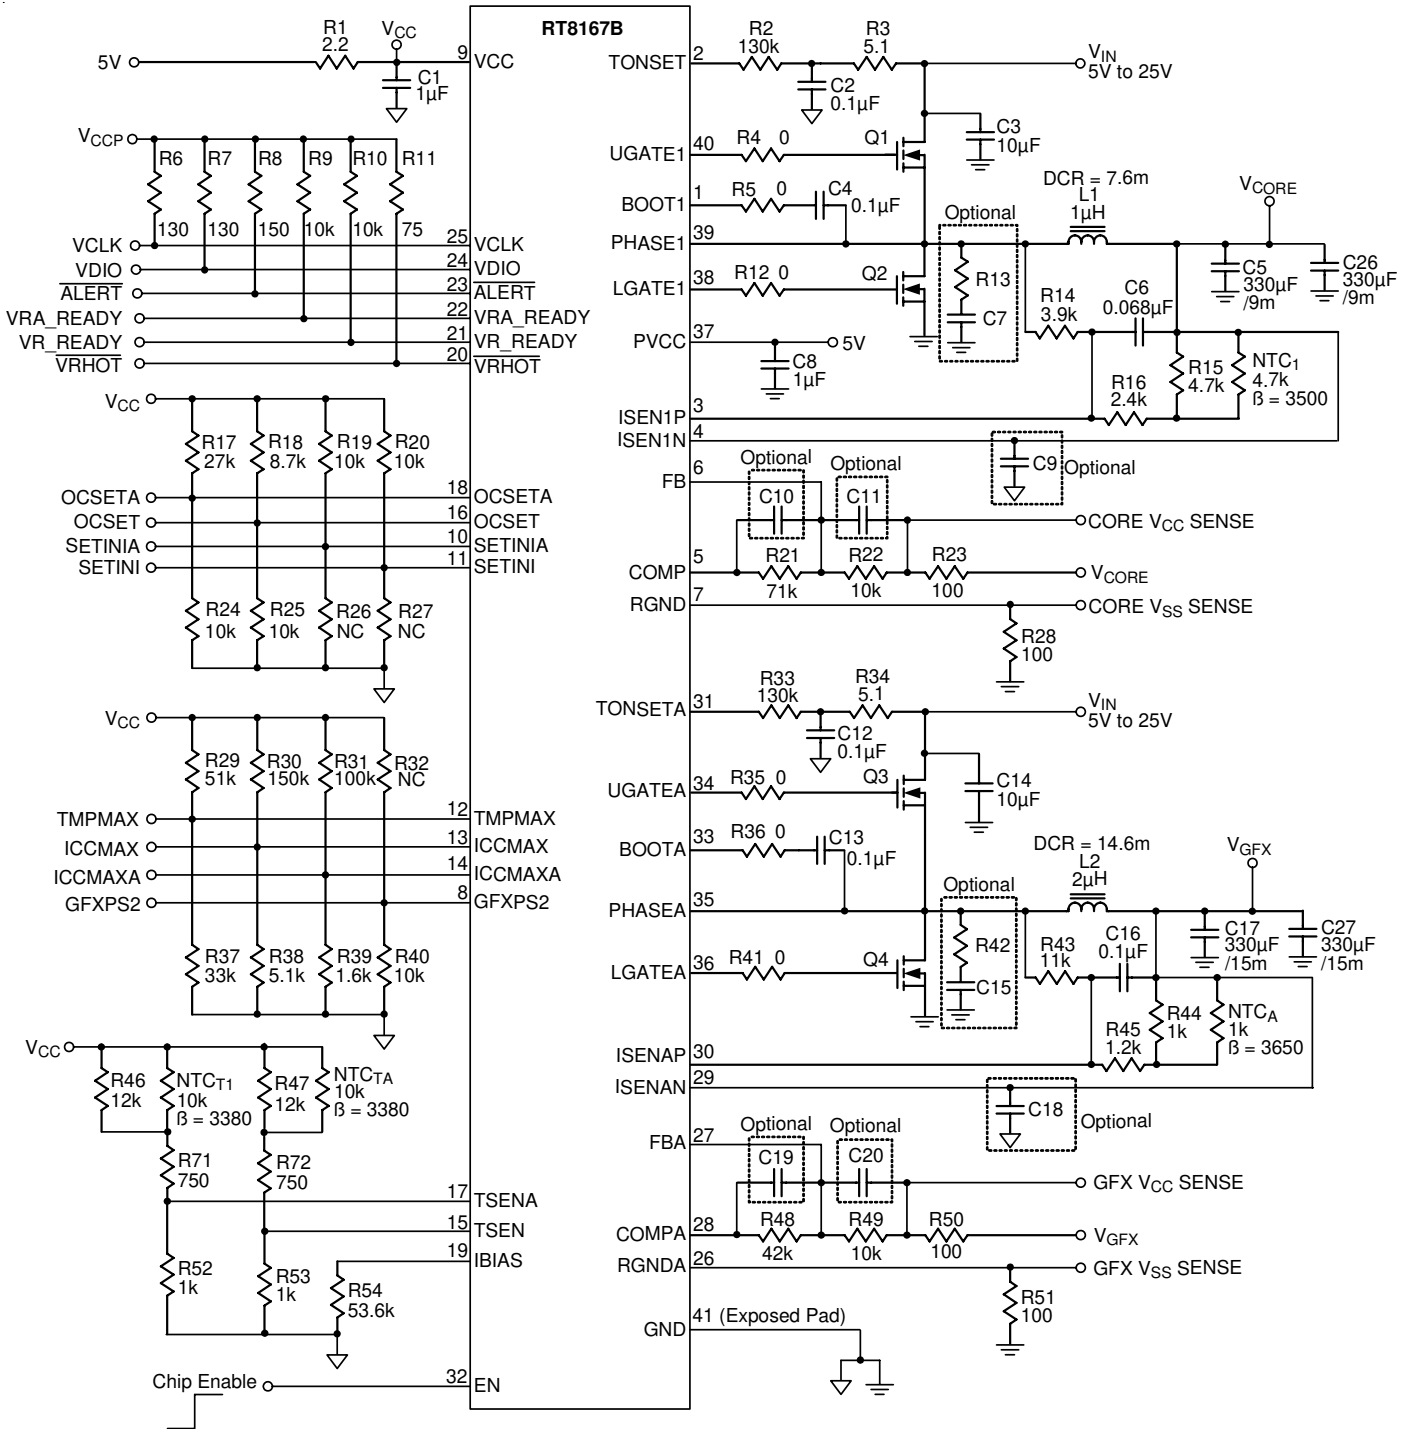 RT8167B
R1
2.2
VCC
5V
9
VCC
C1
1µF
VCCP
R6
R7
R8
R9
R10
R11
130
130
150
10k
10k
75
VCLK
25
VCLK
VDIO
24
VDIO
ALERT
23
ALERT
VRA_READY
22
VRA_READY
VR_READY
21
VR_READY
VRHOT
20
VRHOT
VCC
R17
27k
R18
8.7k
R19
10k
R20
10k
OCSETA
18
OCSETA
OCSET
16
OCSET
SETINIA
10
SETINIA
SETINI
11
SETINI
R24
10k
R25
10k
R26
NC
R27
NC
VCC
R29
51k
R30
150k
R31
100k
R32
NC
TMPMAX
12
TMPMAX
ICCMAX
13
ICCMAX
ICCMAXA
14
ICCMAXA
GFXPS2
8
GFXPS2
R37
33k
R38
5.1k
R39
1.6k
R40
10k
VCC
R46
12k
NTCT1
10k
ß = 3380
R47
12k
NTCTA
10k
ß = 3380
R71
750
R72
750
17
TSENA
15
TSEN
19
IBIAS
R52
1k
R53
1k
R54
53.6k
Chip Enable
32
EN
TONSET
2
R2
130k
R3
5.1
VIN
5V to 25V
C2
0.1µF
C3
10µF
UGATE1
40
R4 0
Q1
BOOT1
1
R5 0
C4
0.1µF
PHASE1
39
Optional
R13
C7
DCR = 7.6m
L1
1µH
VCORE
LGATE1
38
R12 0
Q2
C5
330µF
/9m
C26
330µF
/9m
R14
3.9k
C6
0.068µF
PVCC
37
5V
C8
1µF
R16
2.4k
R15
4.7k
NTC1
4.7k
ß = 3500
ISEN1P
3
ISEN1N
4
C9
Optional
FB
6
Optional
C10
Optional
C11
CORE VCC SENSE
COMP
5
R21
71k
R22
10k
R23
100
VCORE
RGND
7
CORE VSS SENSE
R28
100
TONSETA
31
R33
130k
R34
5.1
VIN
5V to 25V
C12
0.1µF
C14
10µF
UGATEA
34
R35 0
Q3
BOOTA
33
R36 0
C13
0.1µF
PHASEA
35
Optional
R42
C15
DCR = 14.6m
L2
2µH
VGFX
LGATEA
36
R41 0
Q4
C17
330µF
/15m
C27
330µF
/15m
R43
11k
C16
0.1µF
R45
1.2k
R44
1k
NTCA
1k
ß = 3650
ISENAP
30
ISENAN
29
C18
Optional
FBA
27
Optional
C19
Optional
C20
GFX VCC SENSE
COMPA
28
R48
42k
R49
10k
R50
100
VGFX
RGNDA
26
GFX VSS SENSE
R51
100
GND
41 (Exposed Pad)